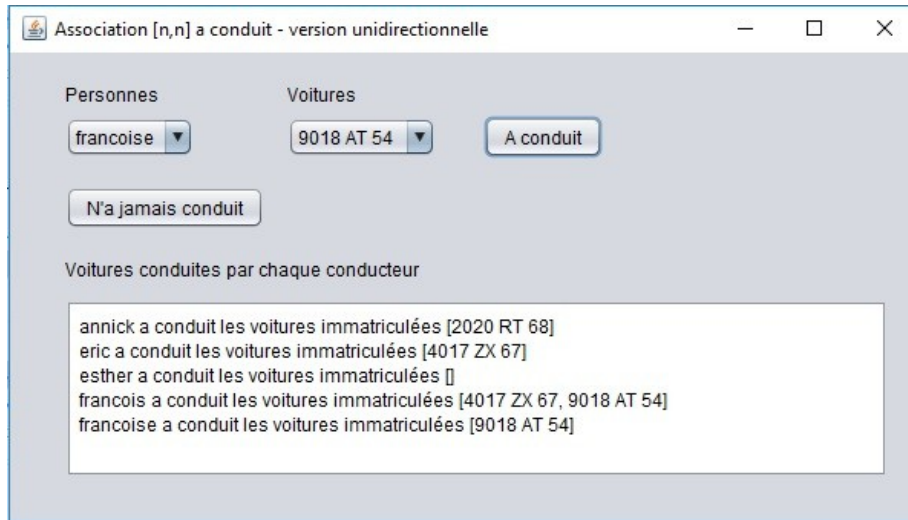 Association [n,n] a conduit - version unidirectionnelle
Personnes Voitures
francoise 9018 AT 54 A conduit
N'a jamais conduit
Voitures conduites par chaque conducteur
annick a conduit les voitures immatriculées [2020 RT 68]
eric a conduit les voitures immatriculées [4017 ZX 67]
esther a conduit les voitures immatriculées []
francois a conduit les voitures immatriculées [4017 ZX 67, 9018 AT 54]
francoise a conduit les voitures immatriculées [9018 AT 54]